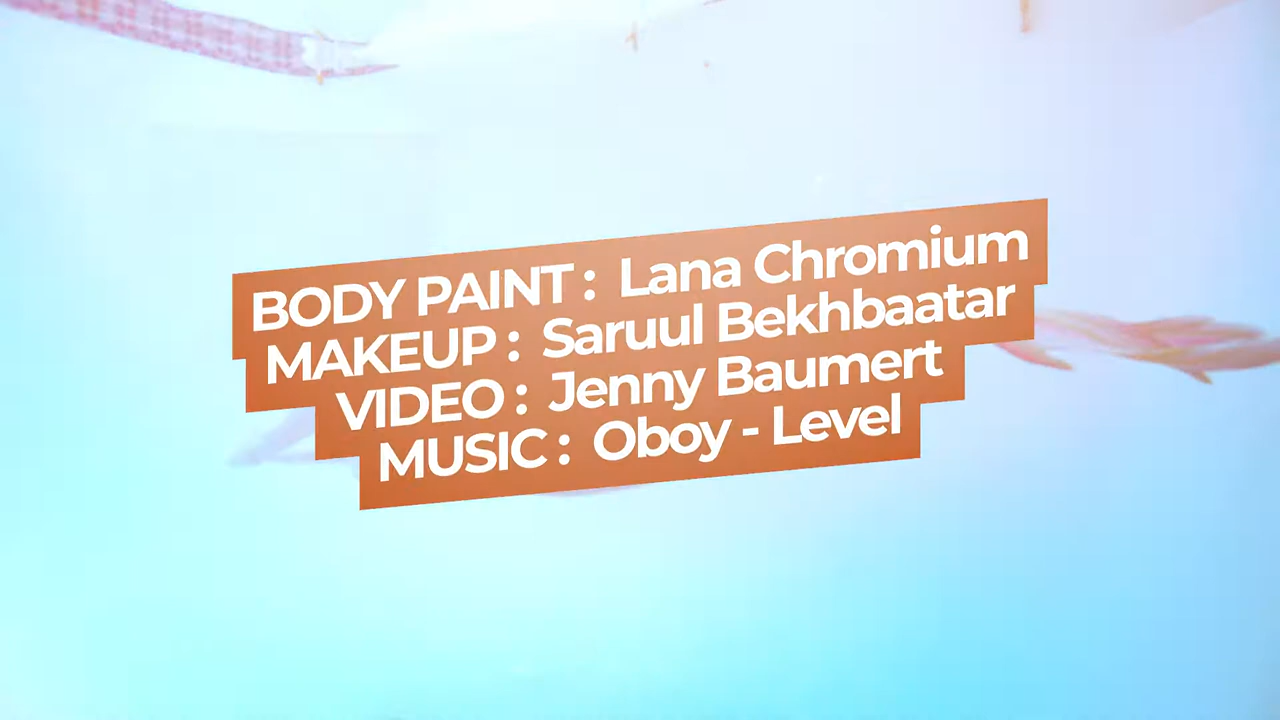 BODY PAINT : Lana Chromium
MAKEUP : Saruul Bekhbaatar
VIDEO : Jenny Baumert
MUSIC : Oboy - Level